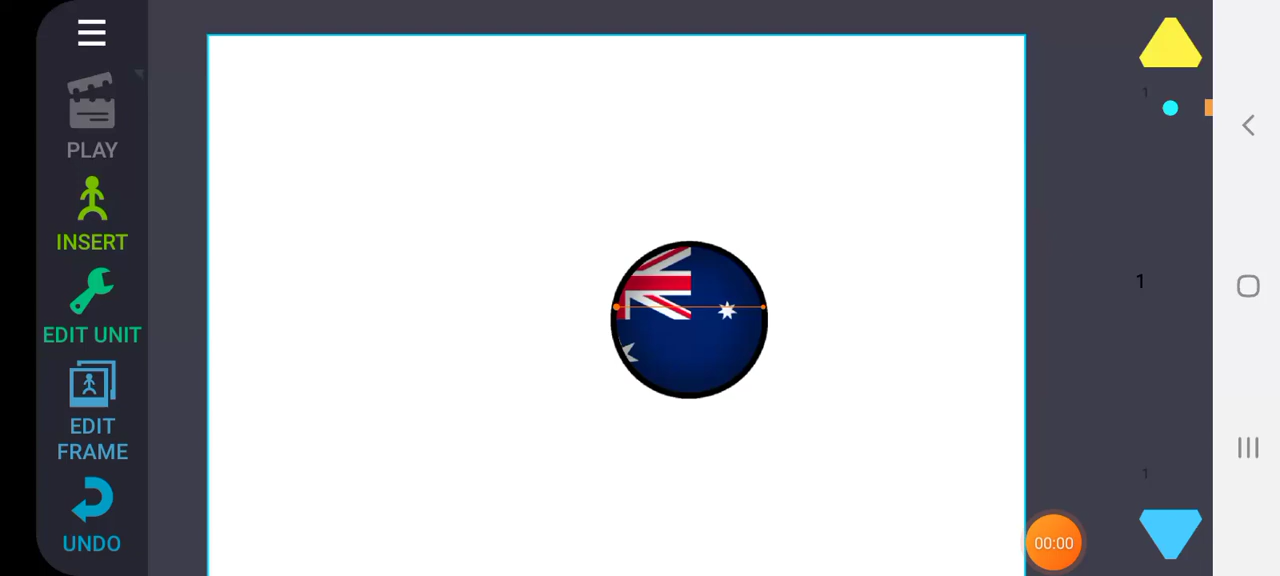 PLAY
INSERT
EDIT UNIT
EDIT
FRAME
UNDO
1
1
1
00:00